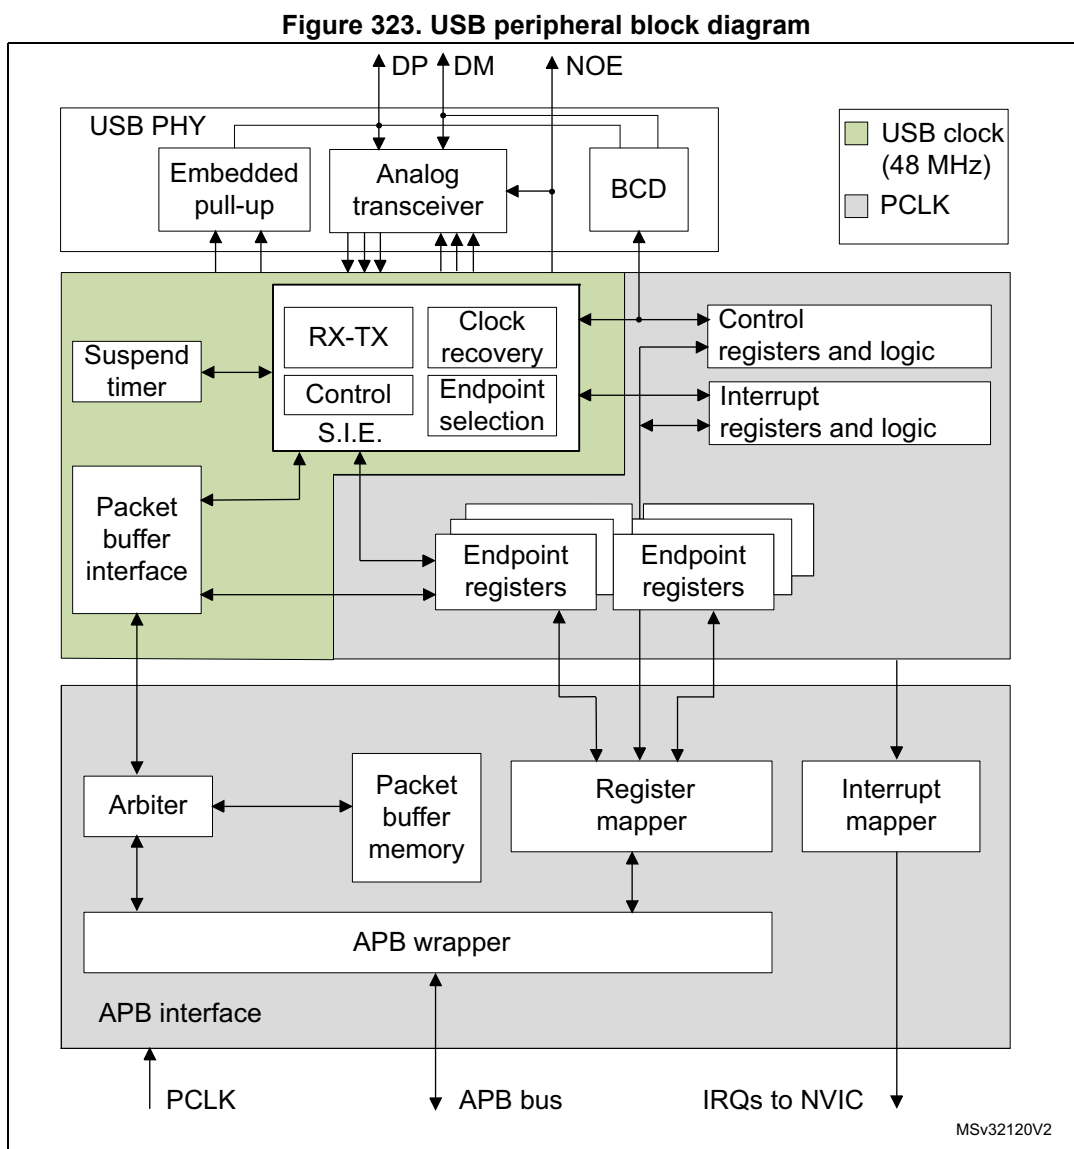 Figure 323. USB peripheral block diagram
DP DM NOE
USB PHY
Embedded
pull-up
Analog
transceiver
BCD
USB clock
(48 MHz)
PCLK
RX-TX
Clock
recovery
Control
Endpoint
selection
S.I.E.
Suspend
timer
Control
registers and logic
Interrupt
registers and logic
Packet
buffer
interface
Endpoint
registers
Endpoint
registers
Arbiter
Packet
buffer
memory
Register
mapper
Interrupt
mapper
APB wrapper
APB interface
PCLK
APB bus
IRQs to NVIC
MSv32120V2